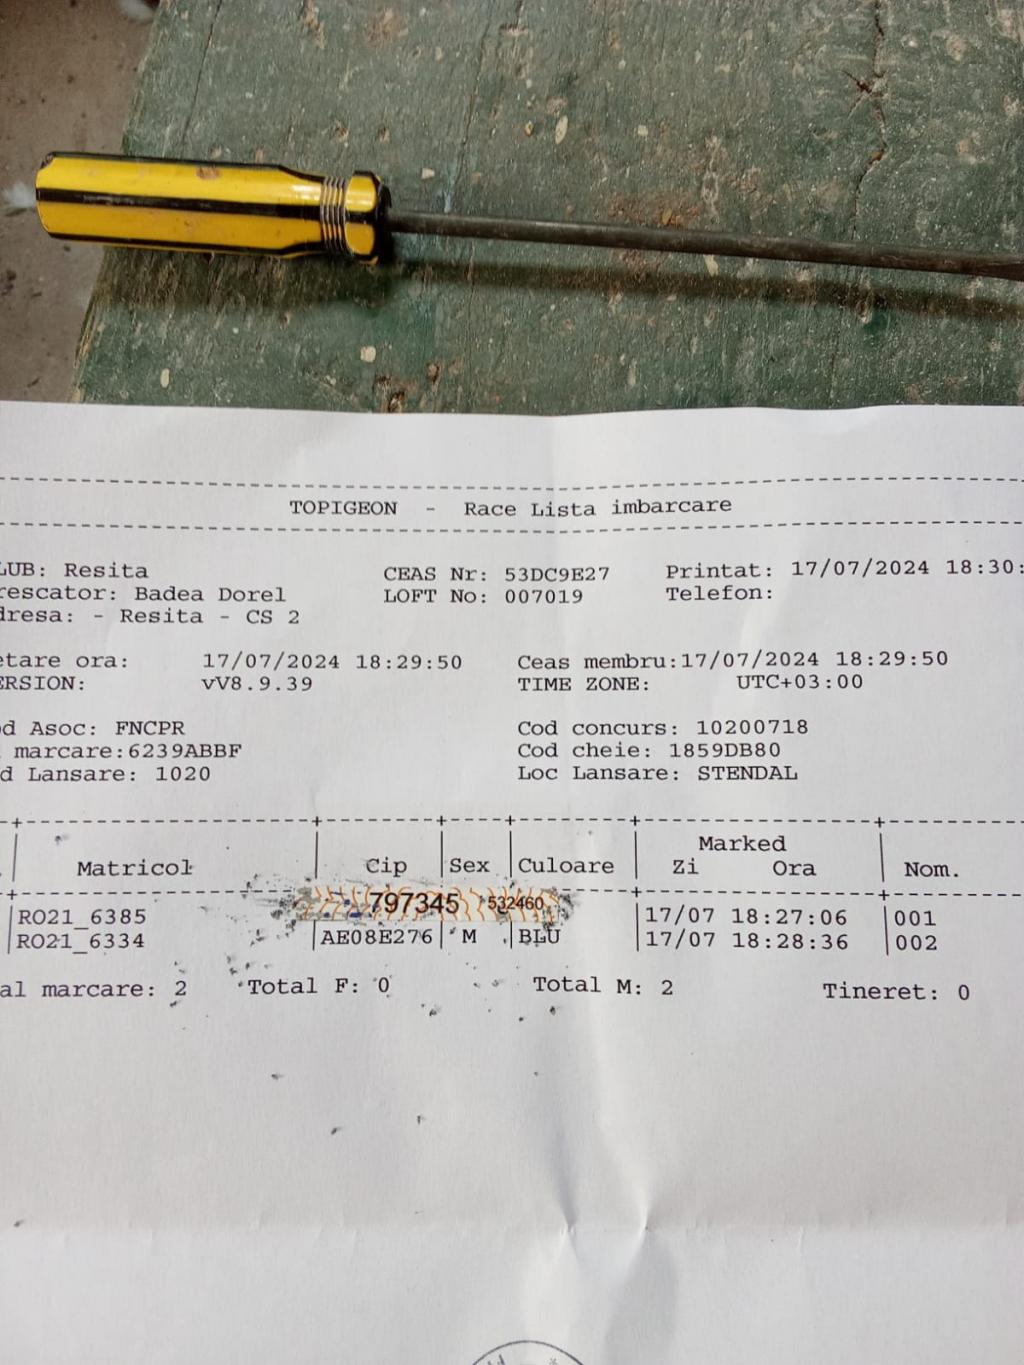 TOPIGEON - Race Lista imbarcare
LUB: Resita CEAS Nr: 53DC9E27 Printat: 17/07/2024 18:30:
rescator: Badea Dorel LOFT No: 007019 Telefon:
dresa: - Resita - CS 2
etare ora: 17/07/2024 18:29:50 Ceas membru:17/07/2024 18:29:50
ERSION: vV8.9.39 TIME ZONE: UTC+03:00
od Asoc: FNCPR Cod concurs: 10200718
marcare:6239ABBF Cod cheie: 1859DB80
d Lansare: 1020 Loc Lansare: STENDAL
Marked
Matricol Cip Sex Culoare Zi Ora Nom.
797345 532460
RO21_6385 17/07 18:27:06 001
RO21_6334 AE08E276 M BLU 17/07 18:28:36 002
al marcare: 2 Total F: 0 Total M: 2 Tineret: 0